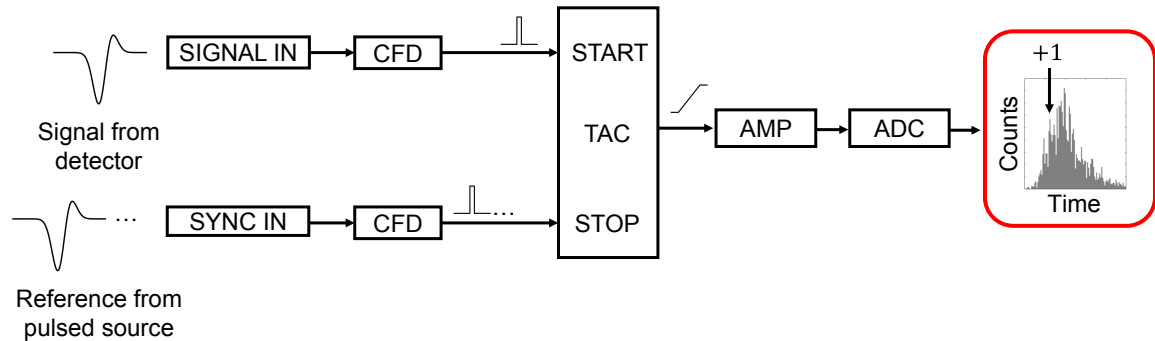 SIGNAL IN
CFD
START
Signal from
detector
TAC
AMP
ADC
+1
Counts
Time
...
SYNC IN
CFD
...
STOP
Reference from
pulsed source